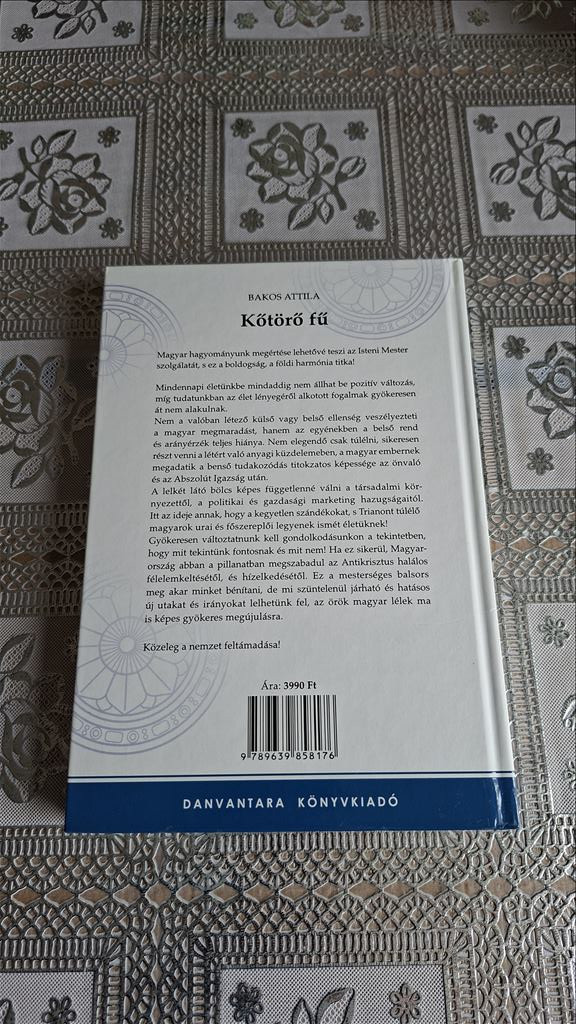 BAKOS ATTILA
Kőtörő fű
Magyar hagyományunk megértése lehetővé teszi az Isteni Mester
szolgálatát, s ez a boldogság, a földi harmónia titka!
Mindennapi életünkbe mindaddig nem állhat be pozitív változás,
míg tudatunkban az élet lényegéről alkotott fogalmak gyökeresen
át nem alakulnak.
Nem a valóban létező külső vagy belső ellenség veszélyezteti
a magyar megmaradást, hanem az egyénekben a belső rend
és arányérzék teljes hiánya. Nem elegendő csak túlélni, sikeresen
részt venni a létért való anyagi küzdelemeben, a magyar embernek
megadatik a benső tudakozódás titokzatos képessége az önvaló
és az Abszolút Igazság után.
A lelkét látó bölcs képes függetlenné válni a társadalmi kör-
nyezettől, a politikai és gazdasági marketing hazugságaitól.
Itt az ideje annak, hogy a kegyetlen szándékokat, s Trianont túlélő
magyarok urai és főszereplői legyenek ismét életüknek!
Gyökeresen változtatnunk kell gondolkodásunkon a tekintetben,
hogy mit tekintünk fontosnak és mit nem! Ha ez sikerül, Magyar-
ország abban a pillanatban megszabadul az Antikrisztus halálos
félelemkeltésétől, és hízelkedésétől. Ez a mesterséges balsors
meg akar minket bénítani, de mi szüntelenül járható és hatásos
új utakat és irányokat lelhetünk fel, az örök magyar lélek ma
is képes gyökeres megújulásra.
Közeleg a nemzet feltámadása!
Ára: 3990 Ft
9 789639 858176
DANVANTARA KÖNYVKIADÓ